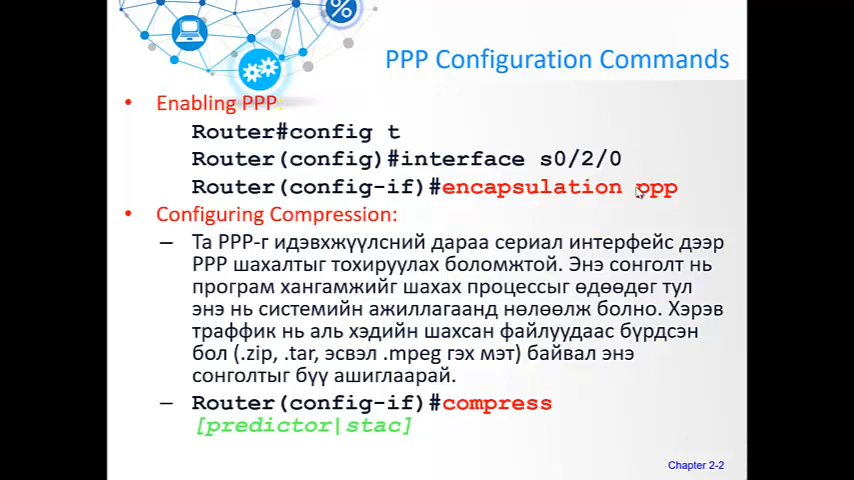 PPP Configuration Commands
• Enabling PPP
Router#config t
Router(config)#interface s0/2/0
Router(config-if)#encapsulation ppp
• Configuring Compression:
– Та PPP-г идэвхжүүлсний дараа сериал интерфейс дээр
PPP шахалтыг тохируулах боломжтой. Энэ сонголт нь
програм хангамжийг шахах процессыг өдөөдөг тул
энэ нь системийн ажиллагаанд нөлөөлж болно. Хэрэв
траффик нь аль хэдийн шахсан файлуудаас бүрдсэн
бол (.zip, .tar, эсвэл .mpeg гэх мэт) байвал энэ
сонголтыг бүү ашиглаарай.
– Router(config-if)#compress
[predictor|stac]
Chapter 2-2